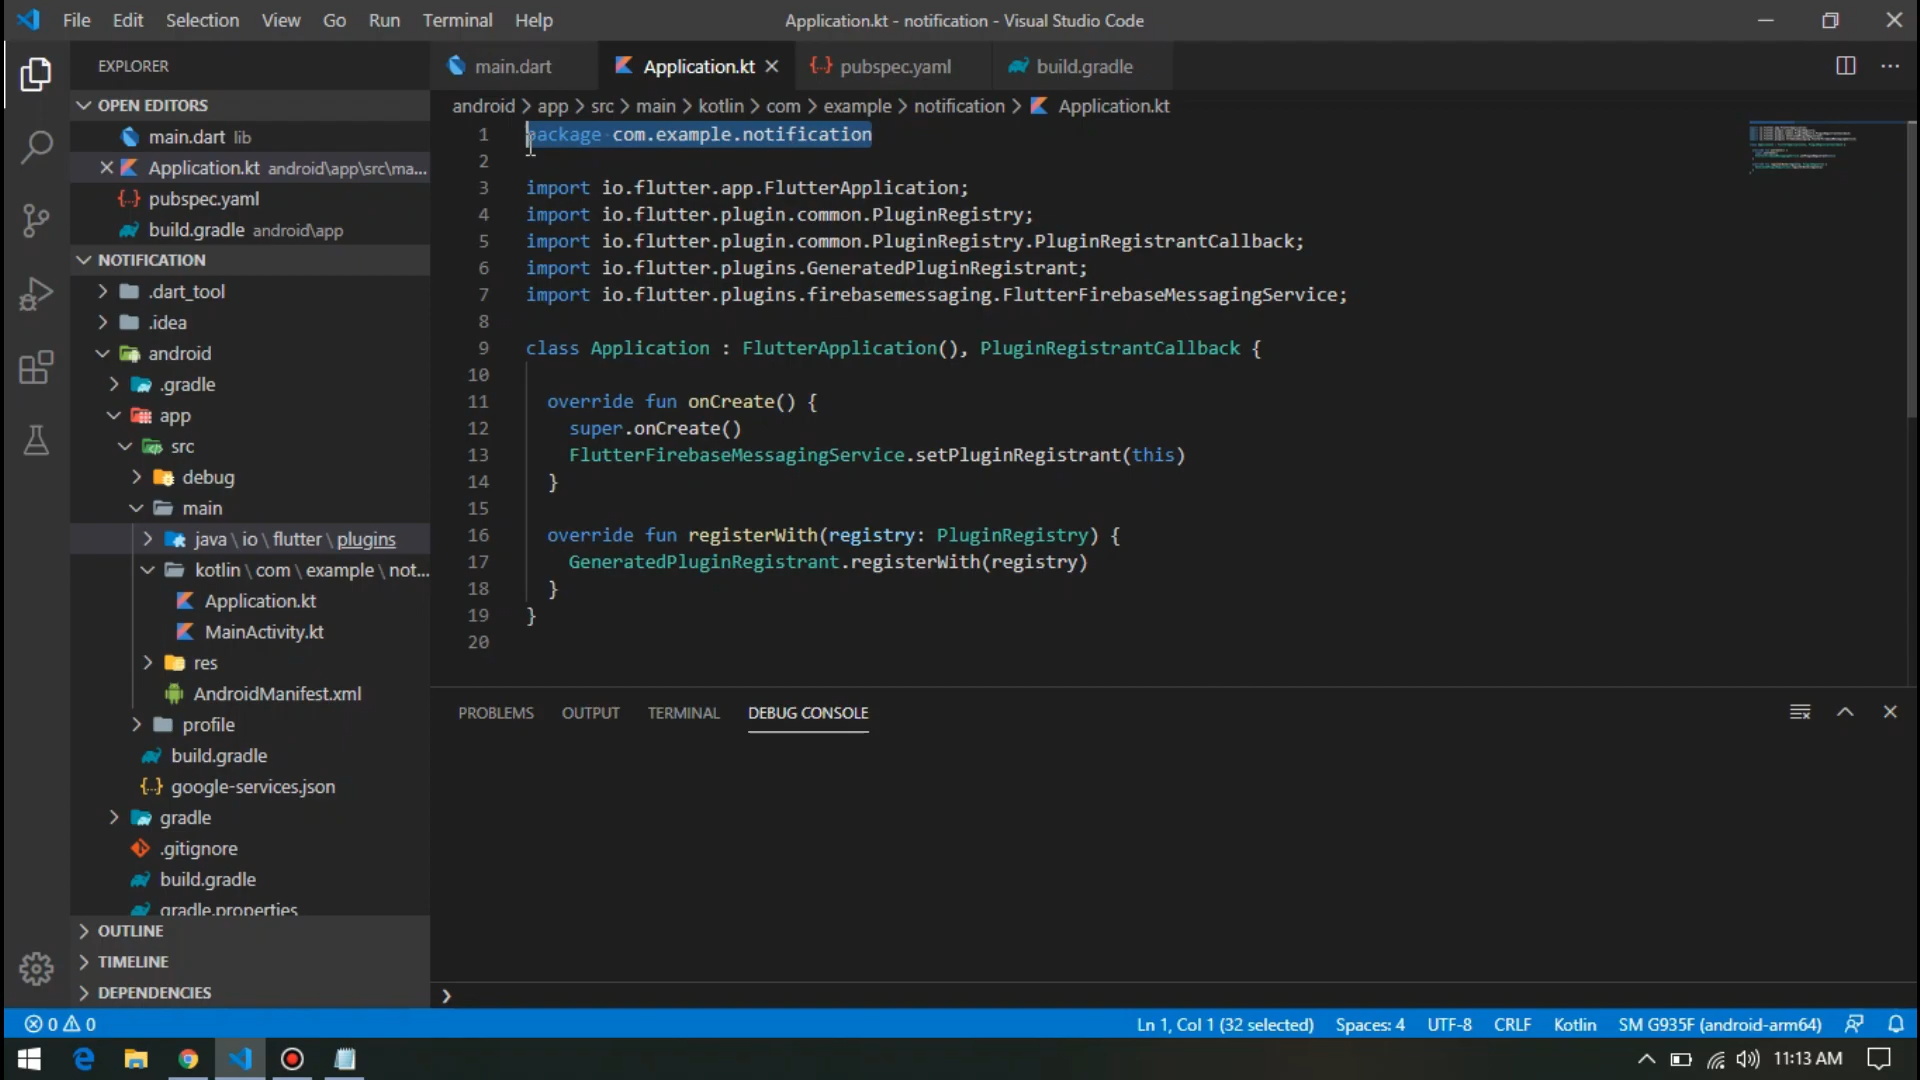 File Edit Selection View Go Run Terminal Help
Application.kt - notification - Visual Studio Code
EXPLORER
OPEN EDITORS
main.dart lib
Application.kt android\app\src\ma...
pubspec.yaml
build.gradle android\app
NOTIFICATION
.dart_tool
.idea
android
.gradle
app
src
debug
main
java \ io \ flutter \ plugins
kotlin \ com \ example \ not...
Application.kt
MainActivity.kt
res
AndroidManifest.xml
profile
build.gradle
google-services.json
gradle
.gitignore
build.gradle
gradle.properties
OUTLINE
TIMELINE
DEPENDENCIES
main.dart Application.kt pubspec.yaml build.gradle
android > app > src > main > kotlin > com > example > notification > Application.kt
1 package com.example.notification
2
3 import io.flutter.app.FlutterApplication;
4 import io.flutter.plugin.common.PluginRegistry;
5 import io.flutter.plugin.common.PluginRegistry.PluginRegistrantCallback;
6 import io.flutter.plugins.GeneratedPluginRegistrant;
7 import io.flutter.plugins.firebasemessaging.FlutterFirebaseMessagingService;
8
9 class Application : FlutterApplication(), PluginRegistrantCallback {
10
11 override fun onCreate() {
12 super.onCreate()
13 FlutterFirebaseMessagingService.setPluginRegistrant(this)
14 }
15
16 override fun registerWith(registry: PluginRegistry) {
17 GeneratedPluginRegistrant.registerWith(registry)
18 }
19 }
20
PROBLEMS OUTPUT TERMINAL DEBUG CONSOLE
0 0
Ln 1, Col 1 (32 selected) Spaces: 4 UTF-8 CRLF Kotlin SM G935F (android-arm64)
11:13 AM